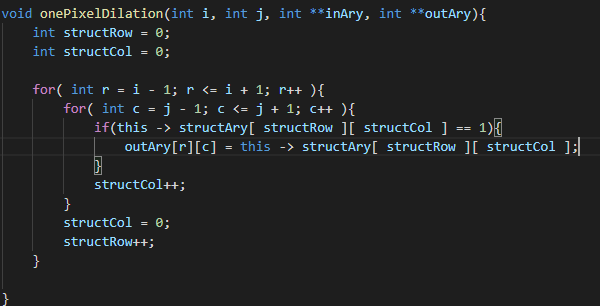 void onePixelDilation(int i, int j, int **inAry, int **outAry){
    int structRow = 0;
    int structCol = 0;

    for( int r = i - 1; r <= i + 1; r++ ){
        for( int c = j - 1; c <= j + 1; c++ ){
            if(this -> structAry[ structRow ][ structCol ] == 1){
                outAry[r][c] = this -> structAry[ structRow ][ structCol ];
            }
            structCol++;
        }
        structCol = 0;
        structRow++;
    }

}